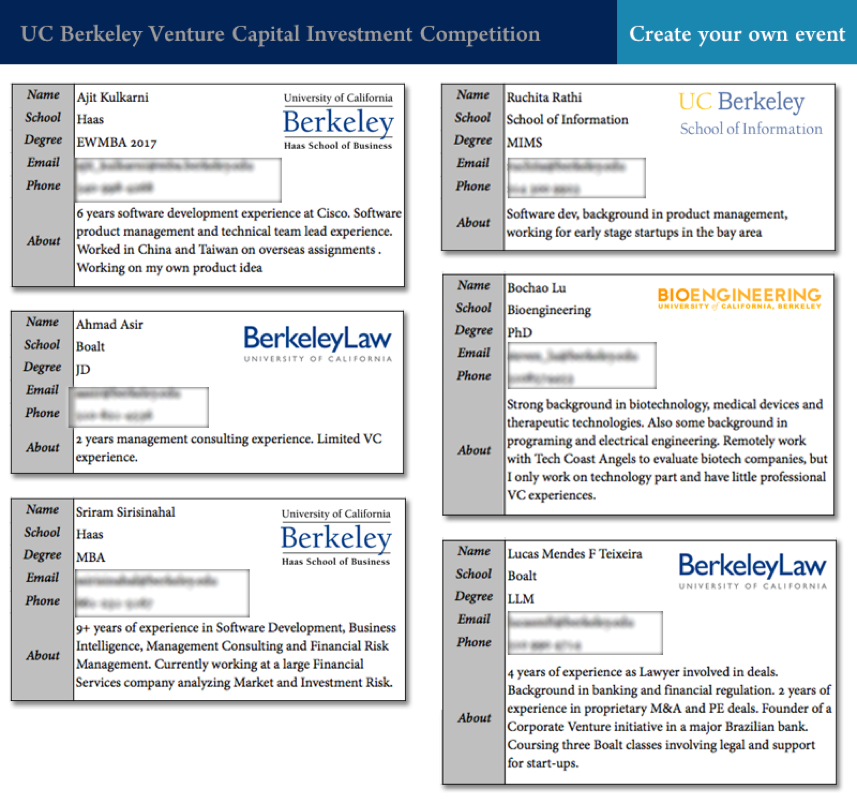 UC Berkeley Venture Capital Investment Competition
Create your own event
Name Ajit Kulkarni
School Haas
Degree EWMBA 2017
Email
Phone
About
6 years software development experience at Cisco. Software
product management and technical team lead experience.
Worked in China and Taiwan on overseas assignments .
Working on my own product idea
University of California
Berkeley
Haas School of Business
Name Ahmad Asir
School Boalt
Degree JD
Email
Phone
About
2 years management consulting experience. Limited VC
experience.
BerkeleyLaw
UNIVERSITY OF CALIFORNIA
Name Sriram Sirisinahal
School Haas
Degree MBA
Email
Phone
About
9+ years of experience in Software Development, Business
Intelligence, Management Consulting and Financial Risk
Management. Currently working at a large Financial
Services company analyzing Market and Investment Risk.
University of California
Berkeley
Haas School of Business
Name Ruchita Rathi
School School of Information
Degree MIMS
Email
Phone
About
Software dev, background in product management,
working for early stage startups in the bay area
UC Berkeley
School of Information
Name Bochao Lu
School Bioengineering
Degree PhD
Email
Phone
About
Strong background in biotechnology, medical devices and
therapeutic technologies. Also some background in
programing and electrical engineering. Remotely work
with Tech Coast Angels to evaluate biotech companies, but
I only work on technology part and have little professional
VC experiences.
BIOENGINEERING
UNIVERSITY of CALIFORNIA, BERKELEY
Name Lucas Mendes F Teixeira
School Boalt
Degree LLM
Email
Phone
About
4 years of experience as Lawyer involved in deals.
Background in banking and financial regulation. 2 years of
experience in proprietary M&A and PE deals. Founder of a
Corporate Venture initiative in a major Brazilian bank.
Coursing three Boalt classes involving legal and support
for start-ups.
BerkeleyLaw
UNIVERSITY OF CALIFORNIA